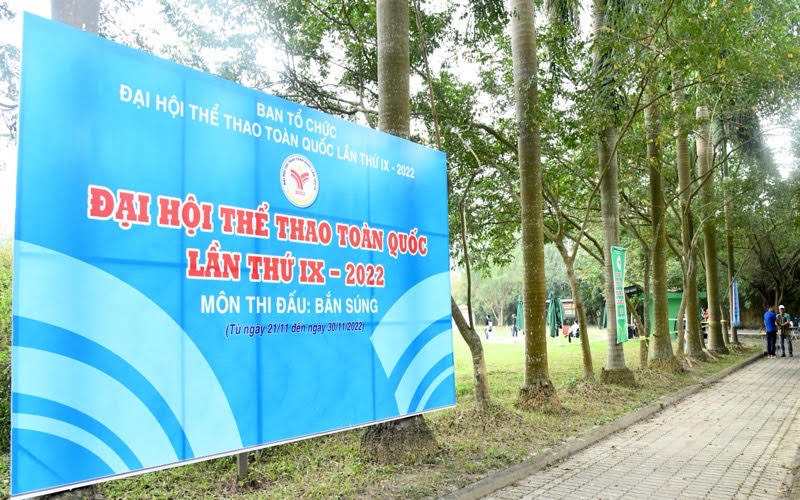 BAN TỔ CHỨC
ĐẠI HỘI THỂ THAO TOÀN QUỐC LẦN THỨ IX - 2022
ĐẠI HỘI THỂ THAO TOÀN QUỐC
LẦN THỨ IX - 2022
MÔN THI ĐẤU: BẮN SÚNG
(Từ ngày 21/11 đến ngày 30/11/2022)